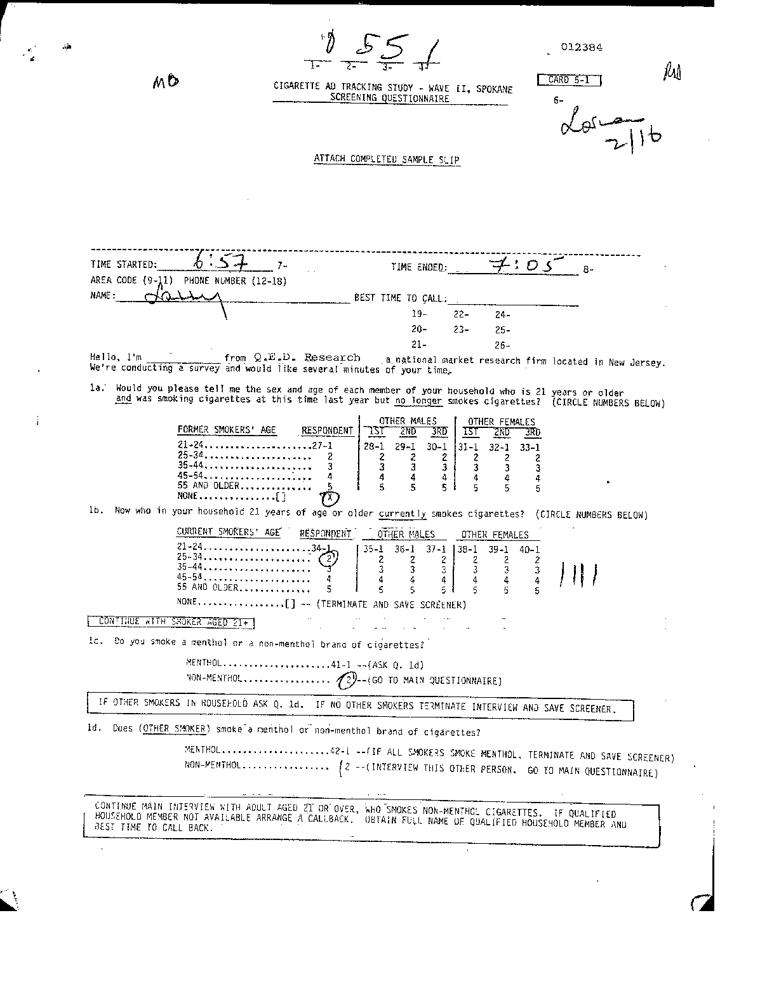 012384
551
1- 2- 3- 4-
MO
CARD 5-1
CIGARETTE AD TRACKING STUDY - WAVE II, SPOKANE
SCREENING QUESTIONNAIRE
6-
2/16
ATTACH COMPLETED SAMPLE SLIP
TIME STARTED: 6:57 7- TIME ENDED: 7:05 8-
AREA CODE (9-11) PHONE NUMBER (12-18)
NAME: Larry BEST TIME TO CALL:
19- 22- 24-
20- 23- 25-
21- 26-
Hello, I'm from Q.E.D. Research a national market research firm located in New Jersey.
We're conducting a survey and would like several minutes of your time.
1a. Would you please tell me the sex and age of each member of your household who is 21 years or older
and was smoking cigarettes at this time last year but no longer smokes cigarettes? (CIRCLE NUMBERS BELOW)
OTHER MALES OTHER FEMALES
FORMER SMOKERS' AGE RESPONDENT 1ST 2ND 3RD 1ST 2ND 3RD
21-24.....................27-1 28-1 29-1 30-1 31-1 32-1 33-1
25-34..................... 2 2 2 2 2 2 2
35-44..................... 3 3 3 3 3 3 3
45-54..................... 4 4 4 4 4 4 4
55 AND OLDER.............. 5 5 5 5 5 5 5
NONE...............[] X
1b. Now who in your household 21 years of age or older currently smokes cigarettes? (CIRCLE NUMBERS BELOW)
CURRENT SMOKERS' AGE RESPONDENT OTHER MALES OTHER FEMALES
21-24.....................34-1 35-1 36-1 37-1 38-1 39-1 40-1
25-34..................... 2 2 2 2 2 2 2
35-44..................... 3 3 3 3 3 3 3
45-54..................... 4 4 4 4 4 4 4
55 AND OLDER.............. 5 5 5 5 5 5 5
NONE.................[] -- (TERMINATE AND SAVE SCREENER)
CONTINUE WITH SMOKER AGED 21+
1c. Do you smoke a menthol or a non-menthol brand of cigarettes?
MENTHOL.....................41-1 --(ASK Q. 1d)
NON-MENTHOL................. 2 --(GO TO MAIN QUESTIONNAIRE)
IF OTHER SMOKERS IN HOUSEHOLD ASK Q. 1d. IF NO OTHER SMOKERS TERMINATE INTERVIEW AND SAVE SCREENER.
1d. Does (OTHER SMOKER) smoke a menthol or non-menthol brand of cigarettes?
MENTHOL.....................42-1 --(IF ALL SMOKERS SMOKE MENTHOL, TERMINATE AND SAVE SCREENER)
NON-MENTHOL................. 2 --(INTERVIEW THIS OTHER PERSON. GO TO MAIN QUESTIONNAIRE)
CONTINUE MAIN INTERVIEW WITH ADULT AGED 21 OR OVER, WHO SMOKES NON-MENTHOL CIGARETTES. IF QUALIFIED
HOUSEHOLD MEMBER NOT AVAILABLE ARRANGE A CALLBACK. OBTAIN FULL NAME OF QUALIFIED HOUSEHOLD MEMBER AND
BEST TIME TO CALL BACK.